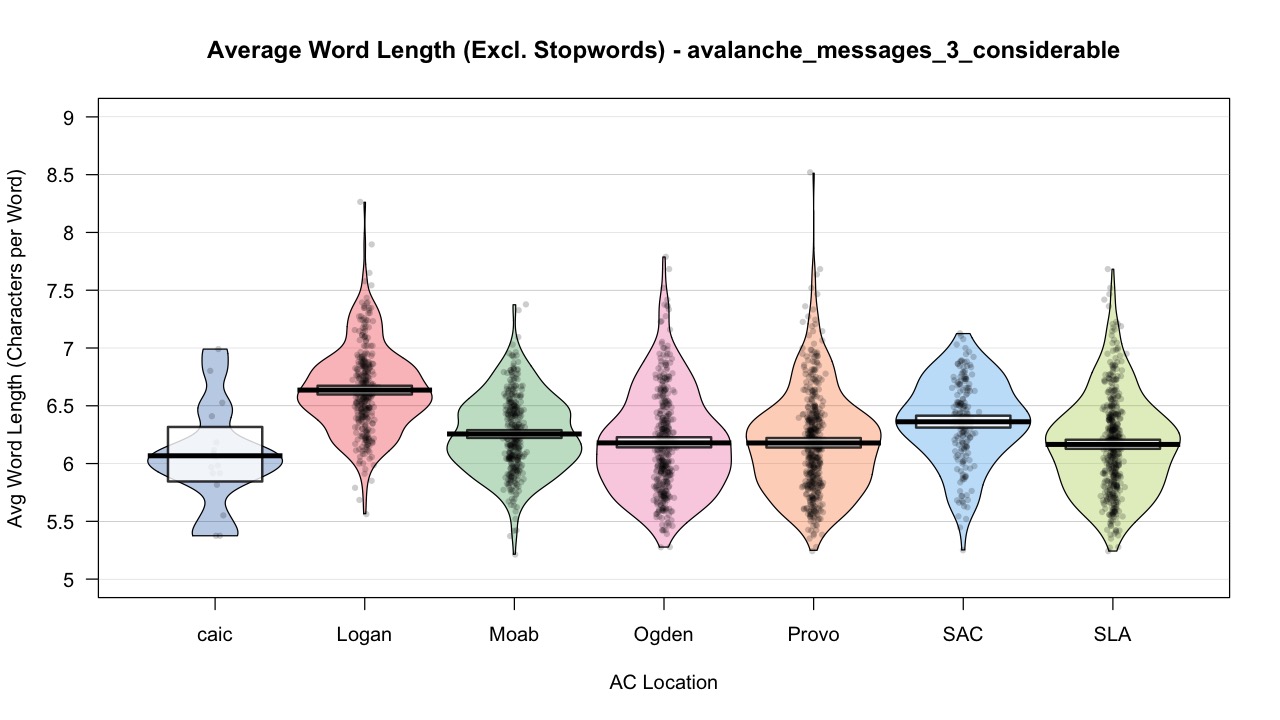 Average Word Length (Excl. Stopwords) - avalanche_messages_3_considerable
Avg Word Length (Characters per Word)
9
8.5
8
7.5
7
6.5
6
5.5
5
caic Logan Moab Ogden Provo SAC SLA
AC Location